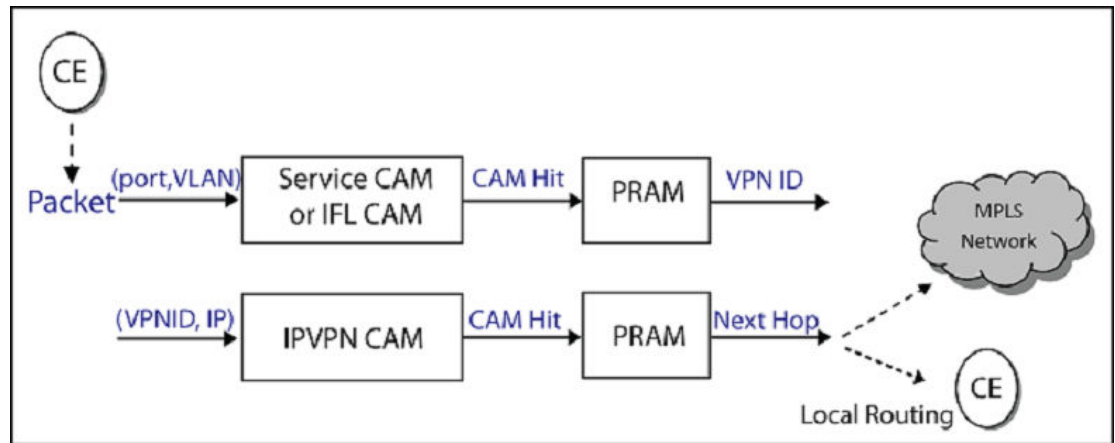 CE
Packet
(port,VLAN)
Service CAM
or IFL CAM
CAM Hit
PRAM
VPN ID
MPLS
Network
(VPNID, IP)
IPVPN CAM
CAM Hit
PRAM
Next Hop
Local Routing
CE